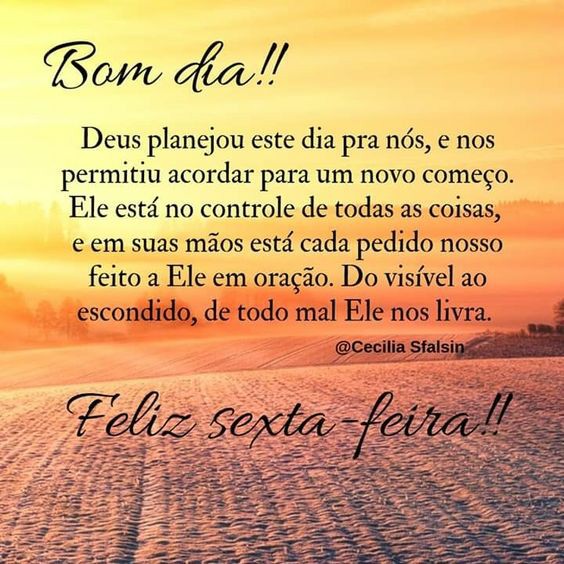 Bom dia!!
Deus planejou este dia pra nós, e nos
permitiu acordar para um novo começo.
Ele está no controle de todas as coisas,
e em suas mãos está cada pedido nosso
feito a Ele em oração. Do visível ao
escondido, de todo mal Ele nos livra.
@Cecilia Sfalsin
Feliz sexta-feira!!